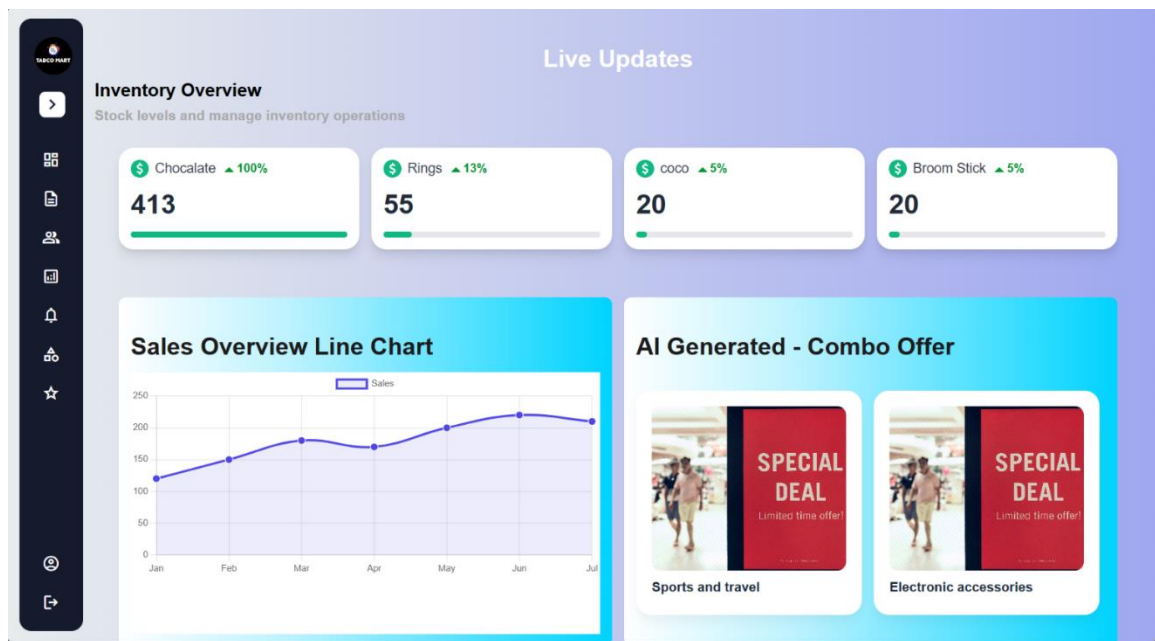 TABCO MART
Live Updates
Inventory Overview
Stock levels and manage inventory operations
Chocalate 100%
413
Rings 13%
55
coco 5%
20
Broom Stick 5%
20
Sales Overview Line Chart
Sales
250
200
150
100
50
0
Jan Feb Mar Apr May Jun Jul
AI Generated - Combo Offer
SPECIAL
DEAL
Limited time offer!
Sports and travel
SPECIAL
DEAL
Limited time offer!
Electronic accessories